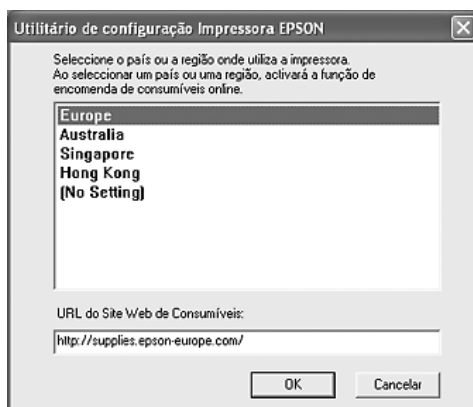 Utilitário de configuração Impressora EPSON
Seleccione o país ou a região onde utiliza a impressora.
Ao seleccionar um país ou uma região, activará a função de
encomenda de consumíveis online.
Europe
Australia
Singapore
Hong Kong
(No Setting)
URL do Site Web de Consumíveis:
http://supplies.epson-europe.com/
OK
Cancelar